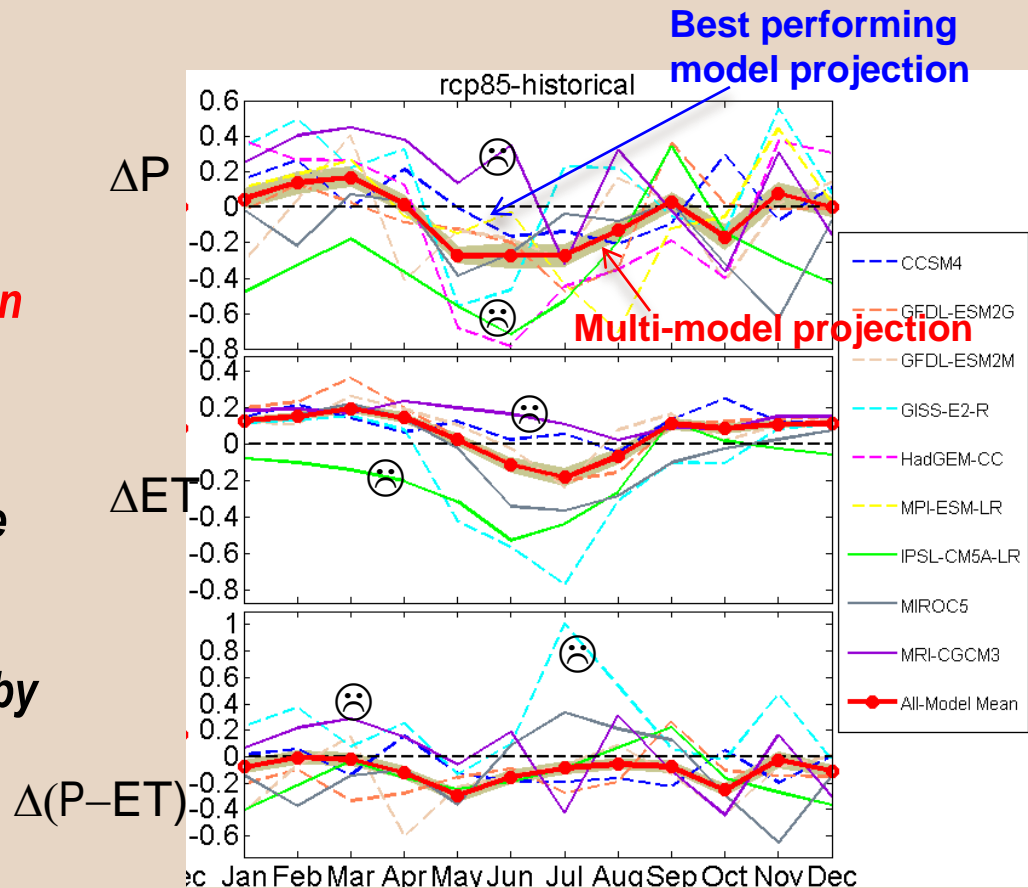 Best performing
model projection
rcp85-historical
0.6
0.4
0.2
0
-0.2
-0.4
-0.6
-0.8
ΔP
n
Multi-model projection
0.4
0.2
0
-0.2
-0.4
-0.6
-0.8
ΔET
e
1
0.8
0.6
0.4
0.2
0
-0.2
-0.4
-0.6
by
Δ(P–ET)
ec Jan Feb Mar Apr May Jun Jul Aug Sep Oct Nov Dec
CCSM4
GFDL-ESM2G
GFDL-ESM2M
GISS-E2-R
HadGEM-CC
MPI-ESM-LR
IPSL-CM5A-LR
MIROC5
MRI-CGCM3
All-Model Mean